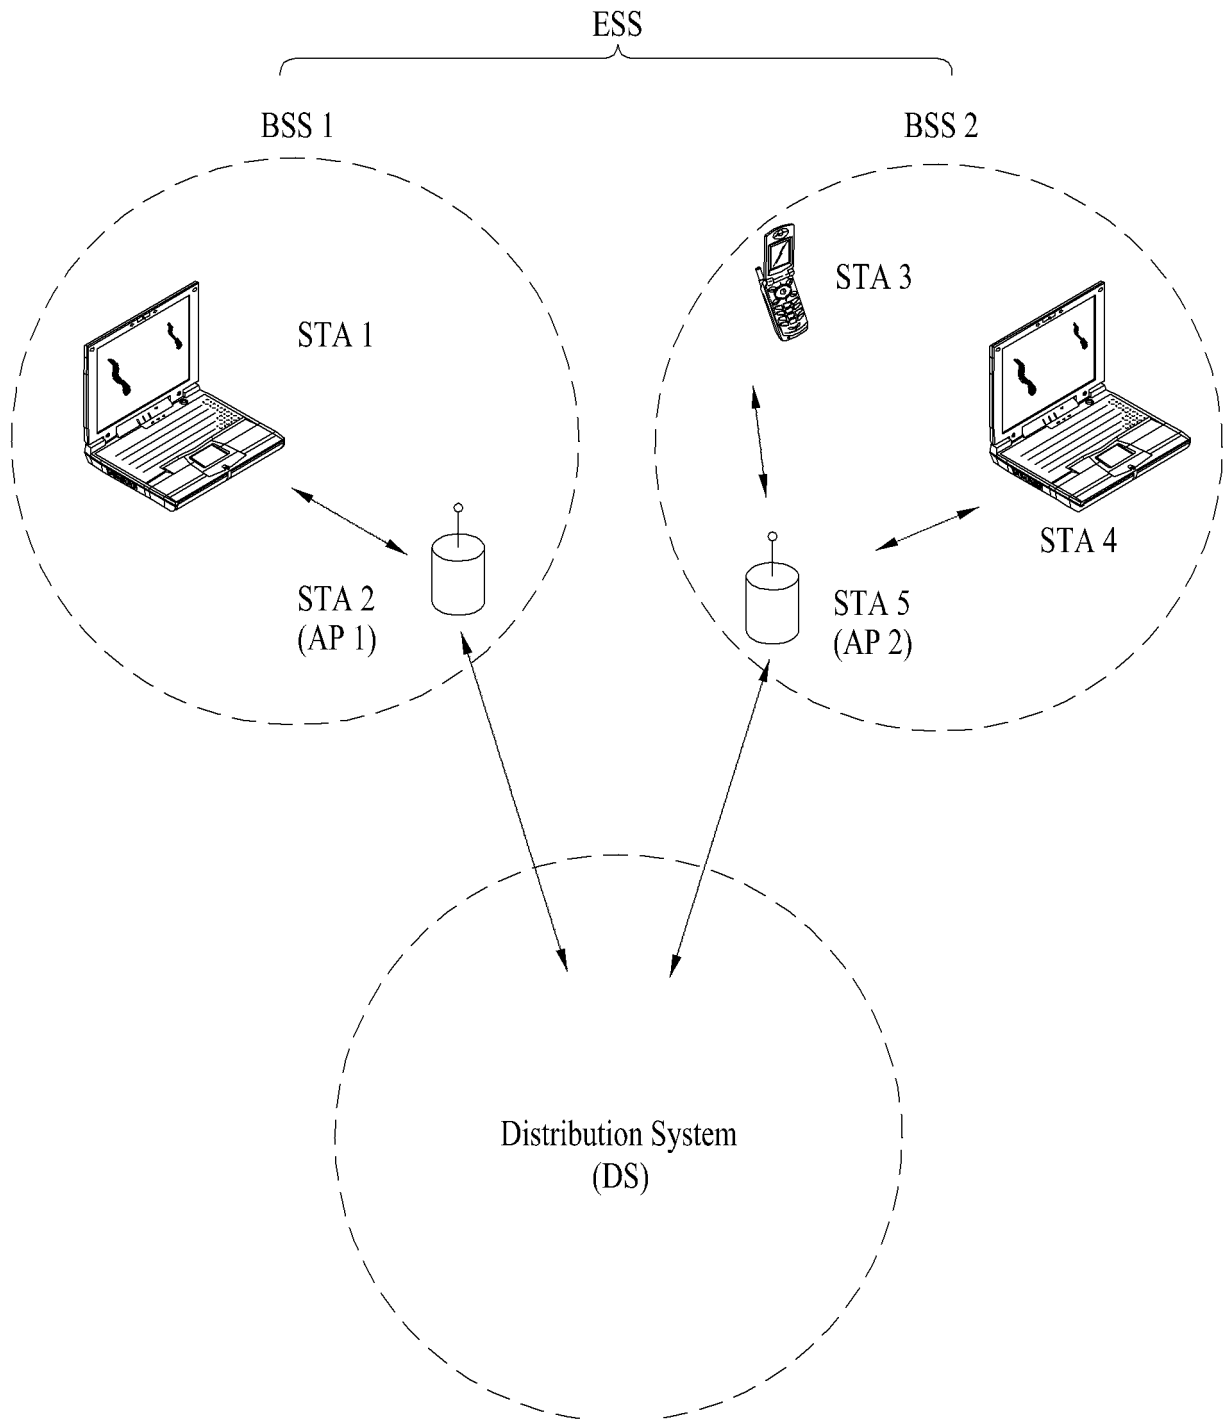 ESS
BSS 1
BSS 2
STA 1
STA 3
STA 4
STA 2
(AP 1)
STA 5
(AP 2)
Distribution System
(DS)